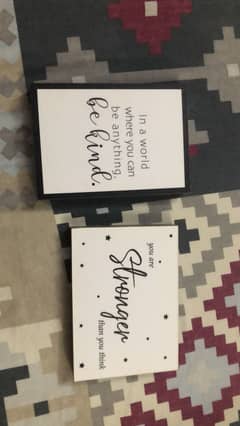 In a world
where you can
be anything,
be kind.
you are
Stronger
than you think